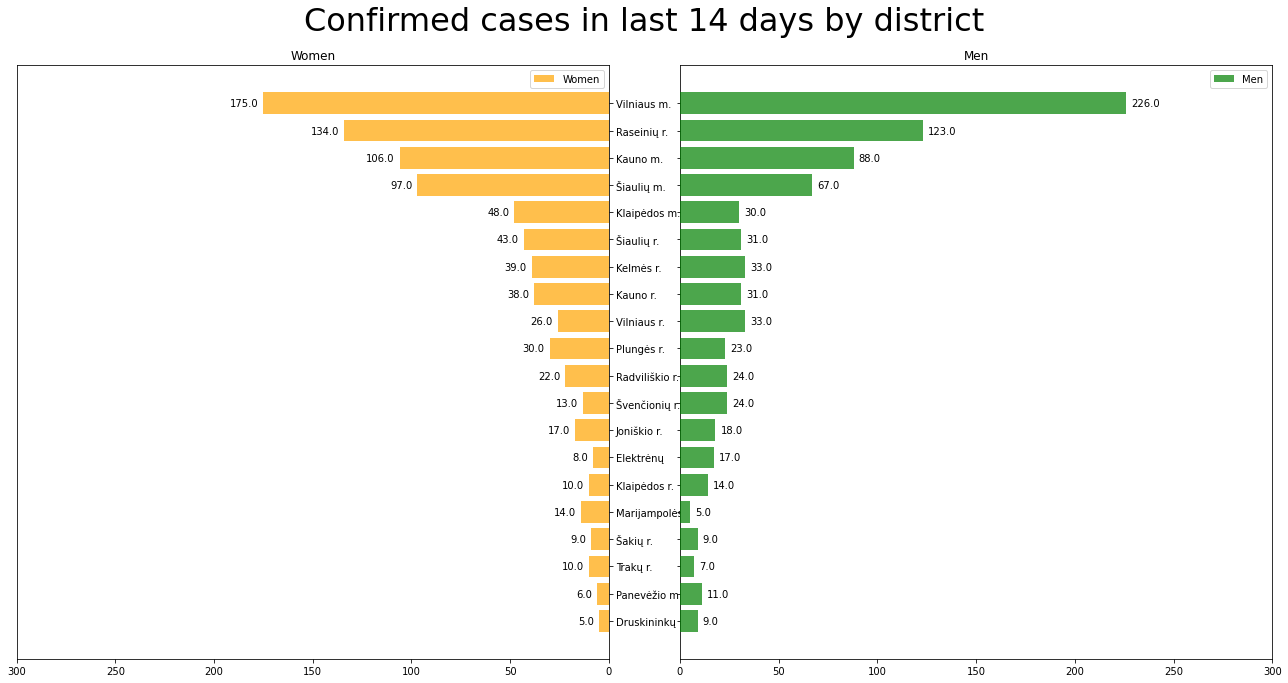 Confirmed cases in last 14 days by district
Women Men
Women Men
175.0 Vilniaus m. 226.0
134.0 Raseinių r. 123.0
106.0 Kauno m. 88.0
97.0 Šiaulių m. 67.0
48.0 Klaipėdos m. 30.0
43.0 Šiaulių r. 31.0
39.0 Kelmės r. 33.0
38.0 Kauno r. 31.0
26.0 Vilniaus r. 33.0
30.0 Plungės r. 23.0
22.0 Radviliškio r. 24.0
13.0 Švenčionių r. 24.0
17.0 Joniškio r. 18.0
8.0 Elektrėnų 17.0
10.0 Klaipėdos r. 14.0
14.0 Marijampolės 5.0
9.0 Šakių r. 9.0
10.0 Trakų r. 7.0
6.0 Panevėžio m 11.0
5.0 Druskininkų 9.0
300 250 200 150 100 50 0 0 50 100 150 200 250 300